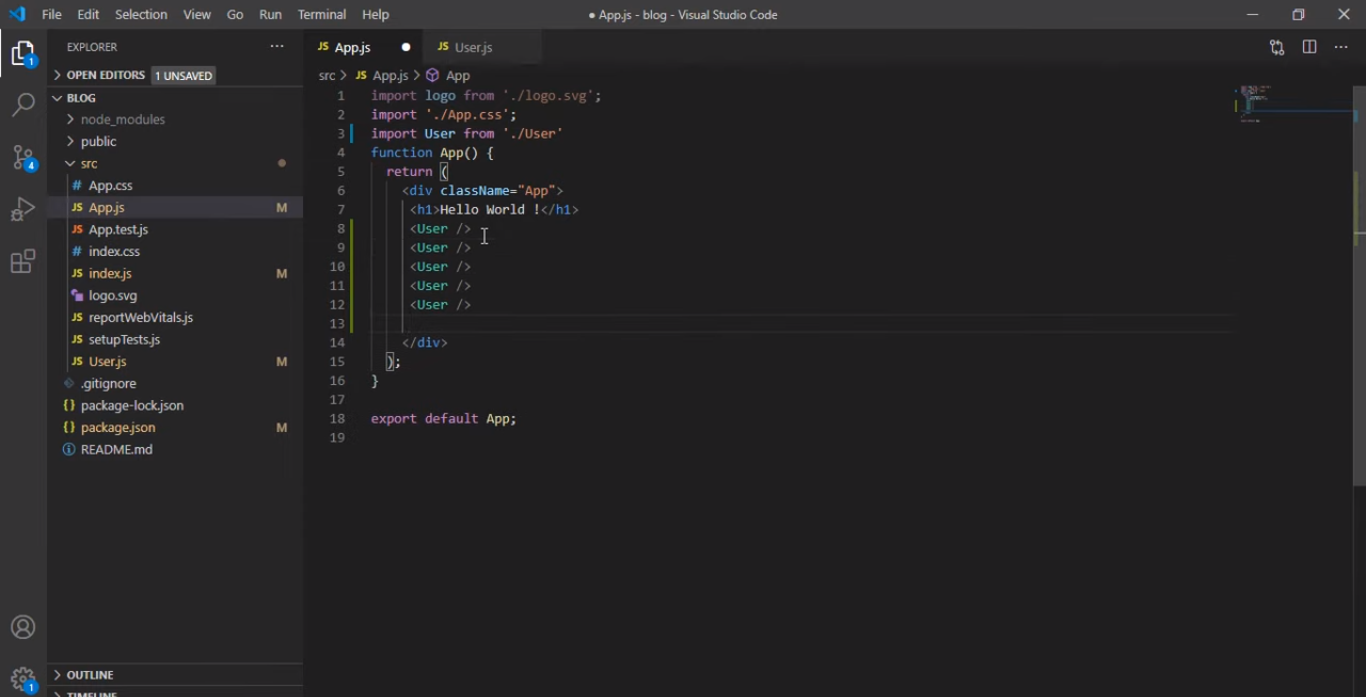 File Edit Selection View Go Run Terminal Help ● App.js - blog - Visual Studio Code
EXPLORER ···
JS App.js ● JS User.js
OPEN EDITORS 1 UNSAVED
src > JS App.js > App
BLOG
node_modules
public
src
# App.css
JS App.js M
JS App.test.js
# index.css
JS index.js M
logo.svg
JS reportWebVitals.js
JS setupTests.js
JS User.js M
.gitignore
{} package-lock.json
{} package.json M
README.md
OUTLINE
TIMELINE
1
4
1
1 import logo from './logo.svg';
2 import './App.css';
3 import User from './User'
4 function App() {
5 return (
6 <div className="App">
7 <h1>Hello World !</h1>
8 <User />
9 <User />
10 <User />
11 <User />
12 <User />
13
14 </div>
15 );
16 }
17
18 export default App;
19